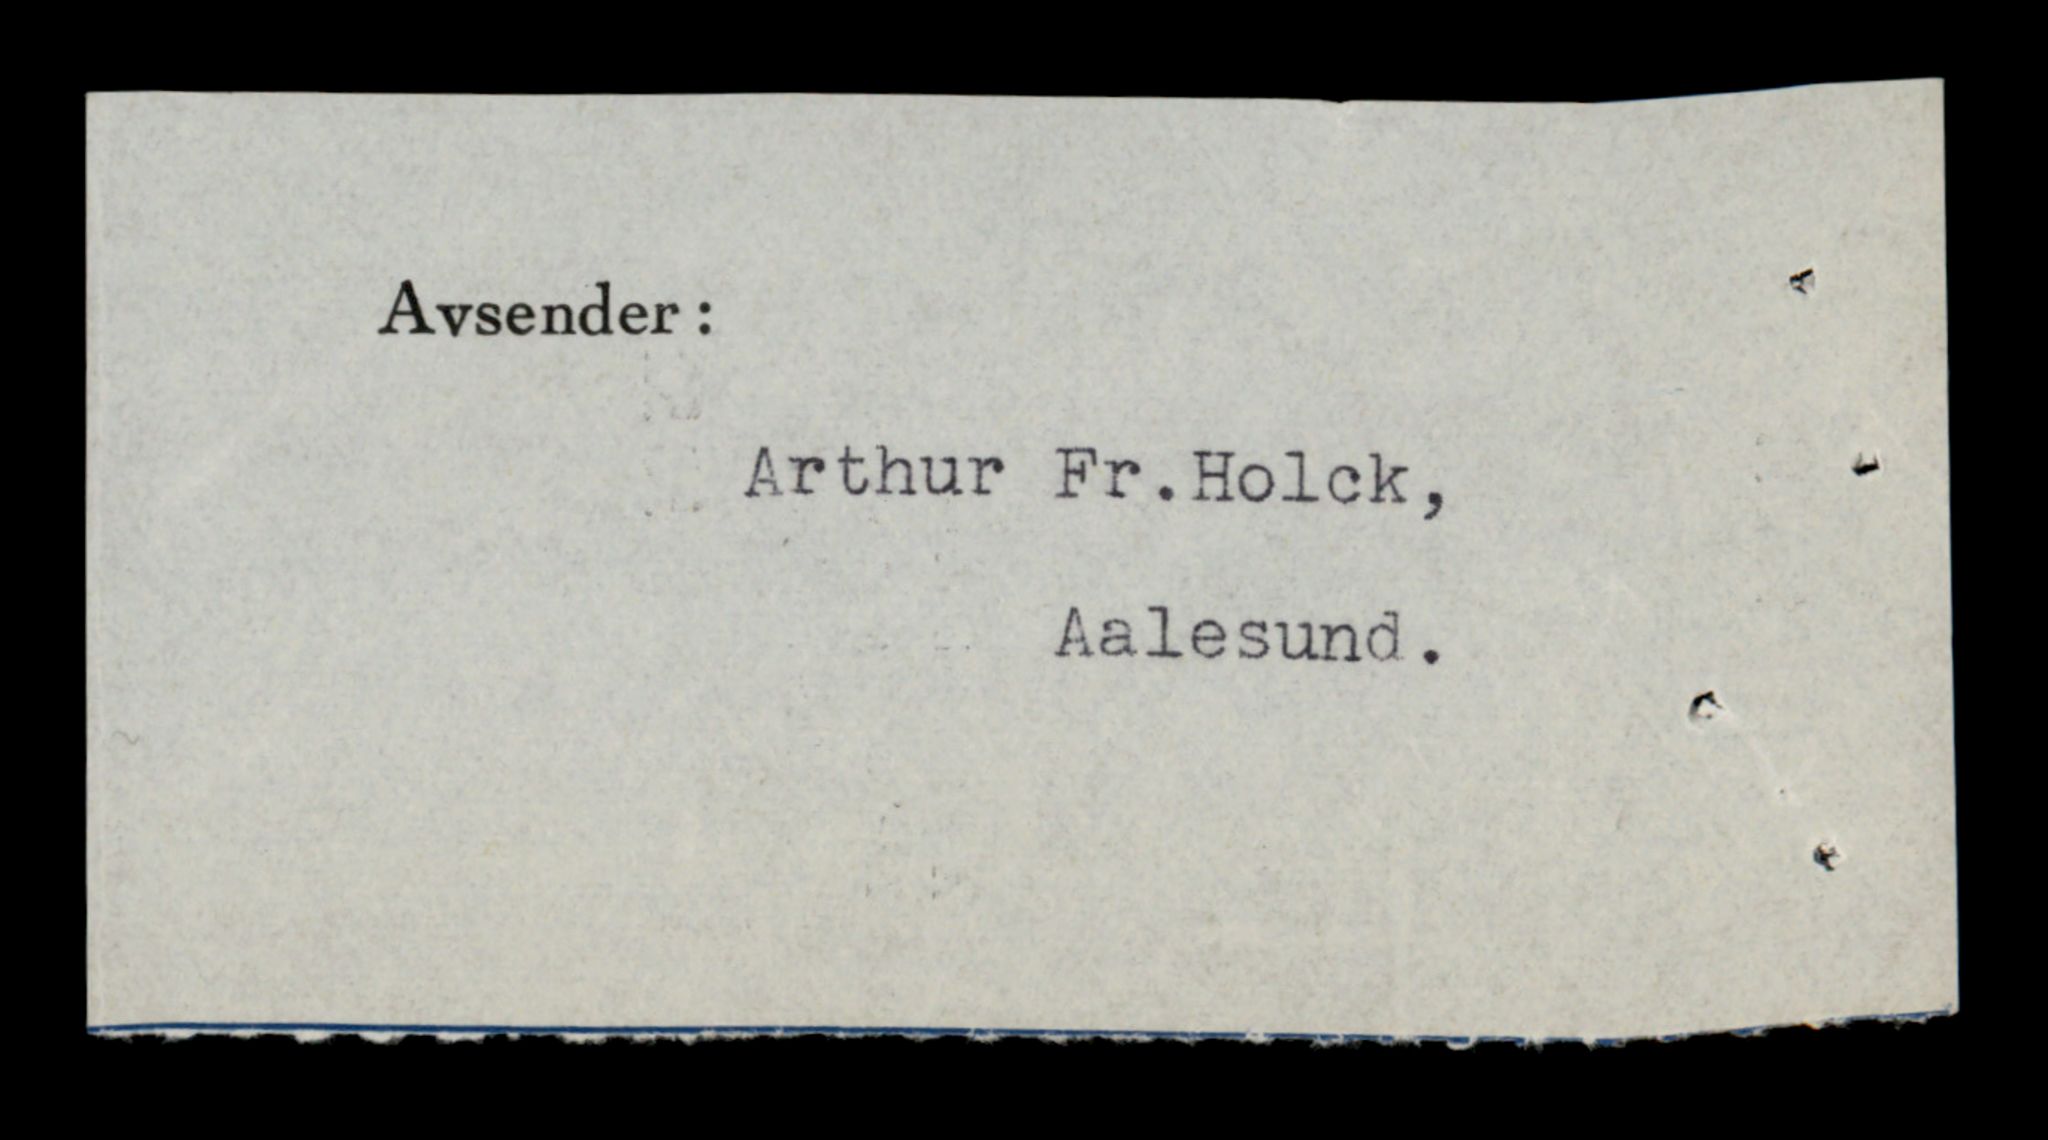 Avsender:
Arthur Fr.Holck,
Aalesund.